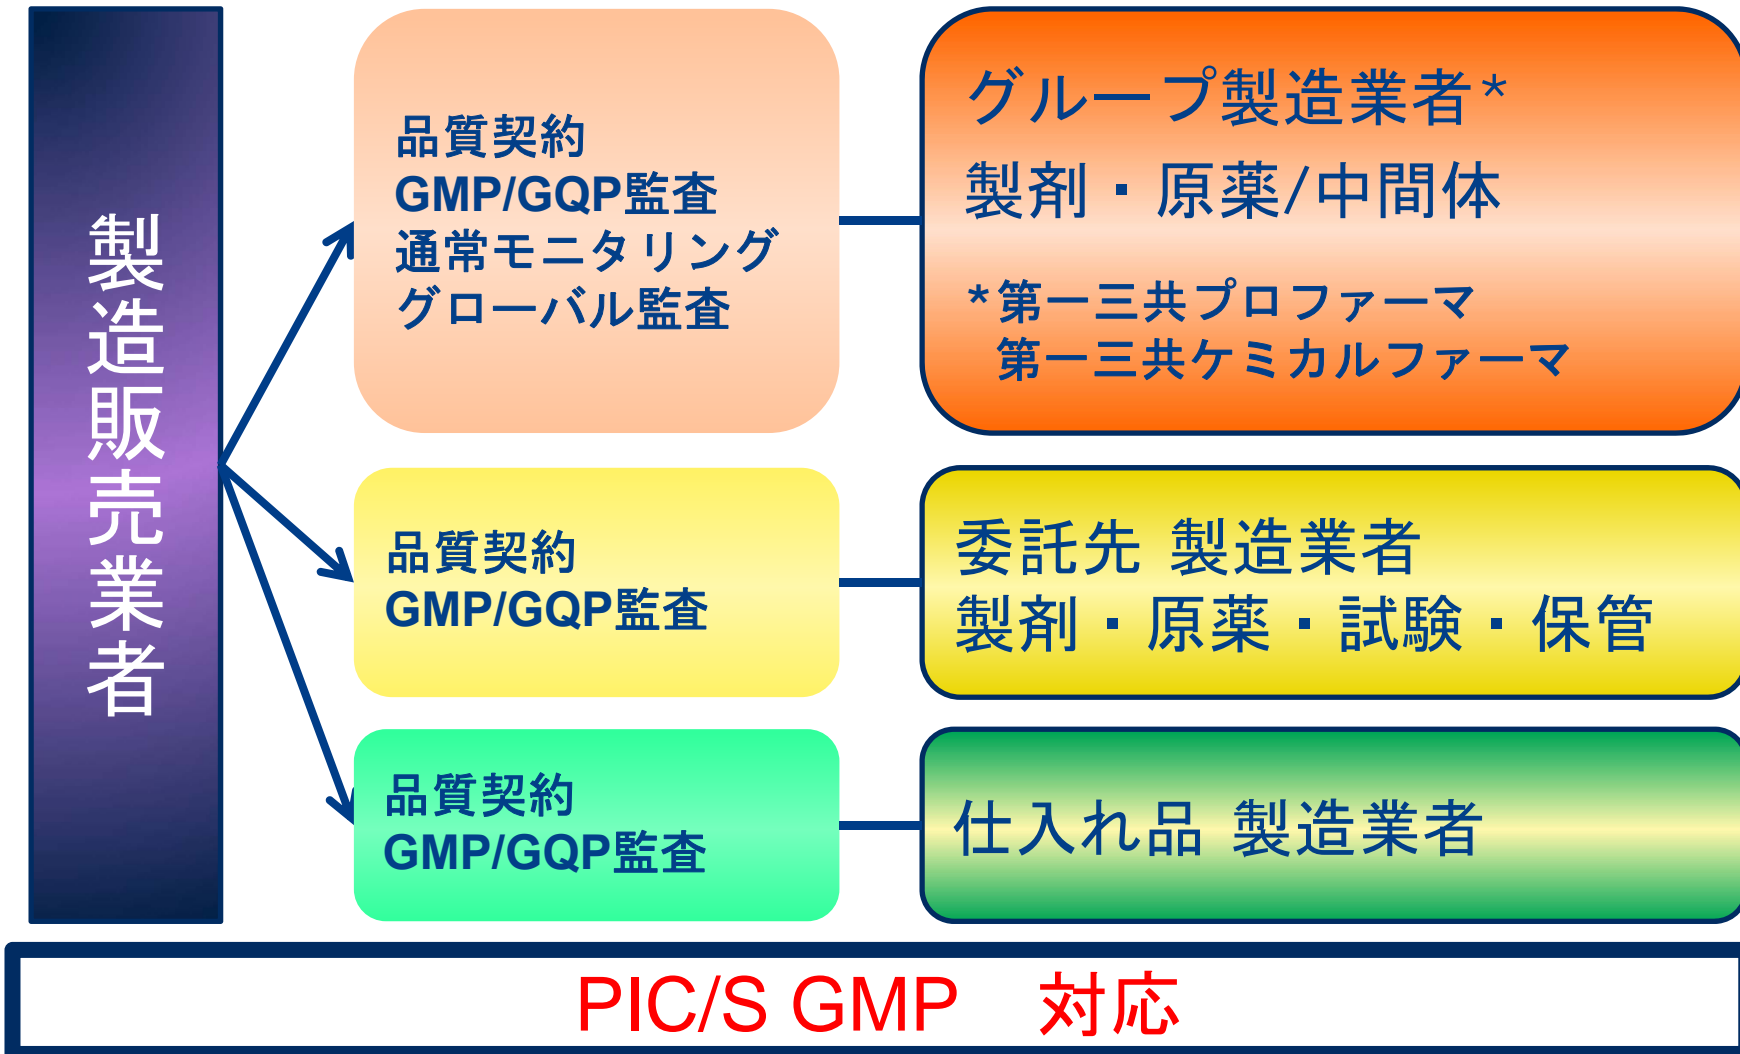 製造販売業者
品質契約
GMP/GQP監査
通常モニタリング
グローバル監査
グループ製造業者*
製剤・原薬/中間体
*第一三共プロファーマ
第一三共ケミカルファーマ
品質契約
GMP/GQP監査
委託先 製造業者
製剤・原薬・試験・保管
品質契約
GMP/GQP監査
仕入れ品 製造業者
PIC/S GMP　対応